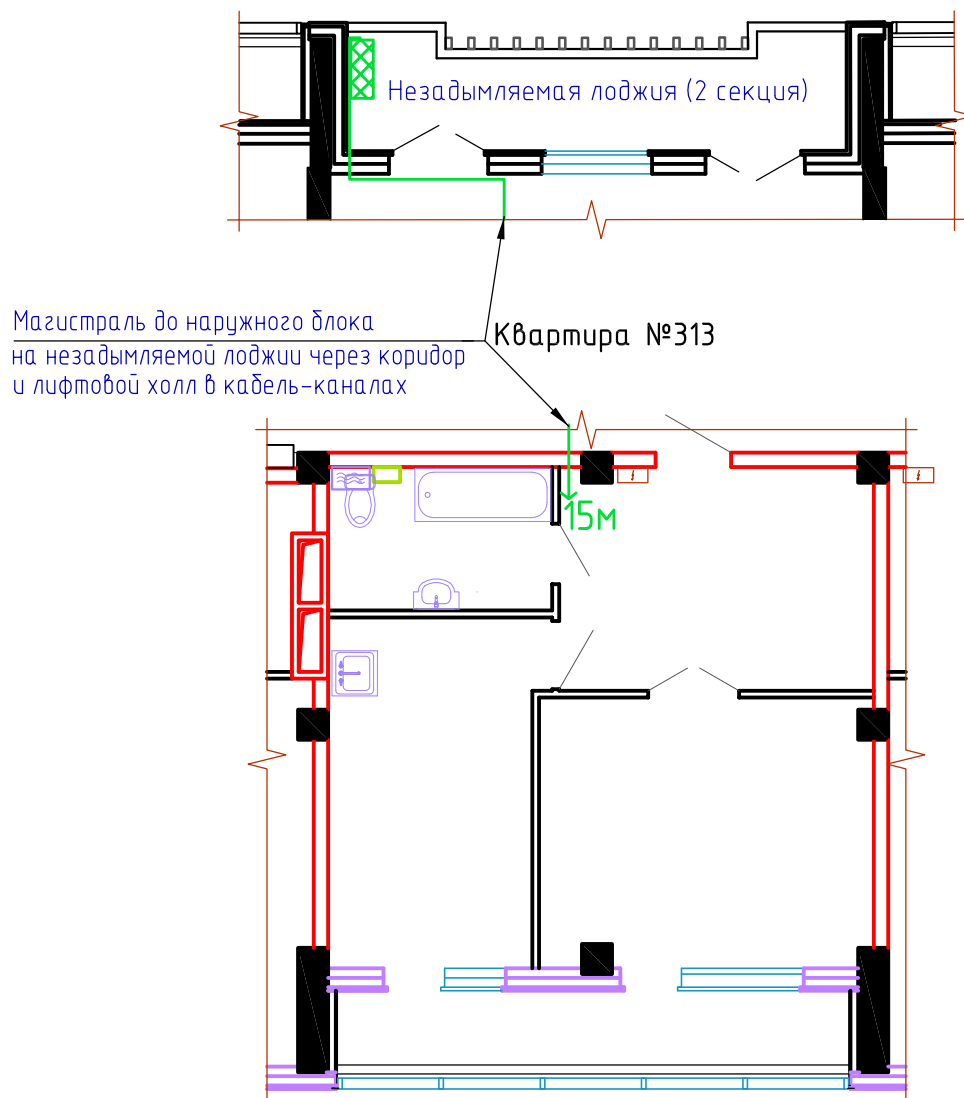 Незадымляемая лоджия (2 секция)
Магистраль до наружного блока
на незадымляемой лоджии через коридор
и лифтовой холл в кабель-каналах
Квартира №313
15м